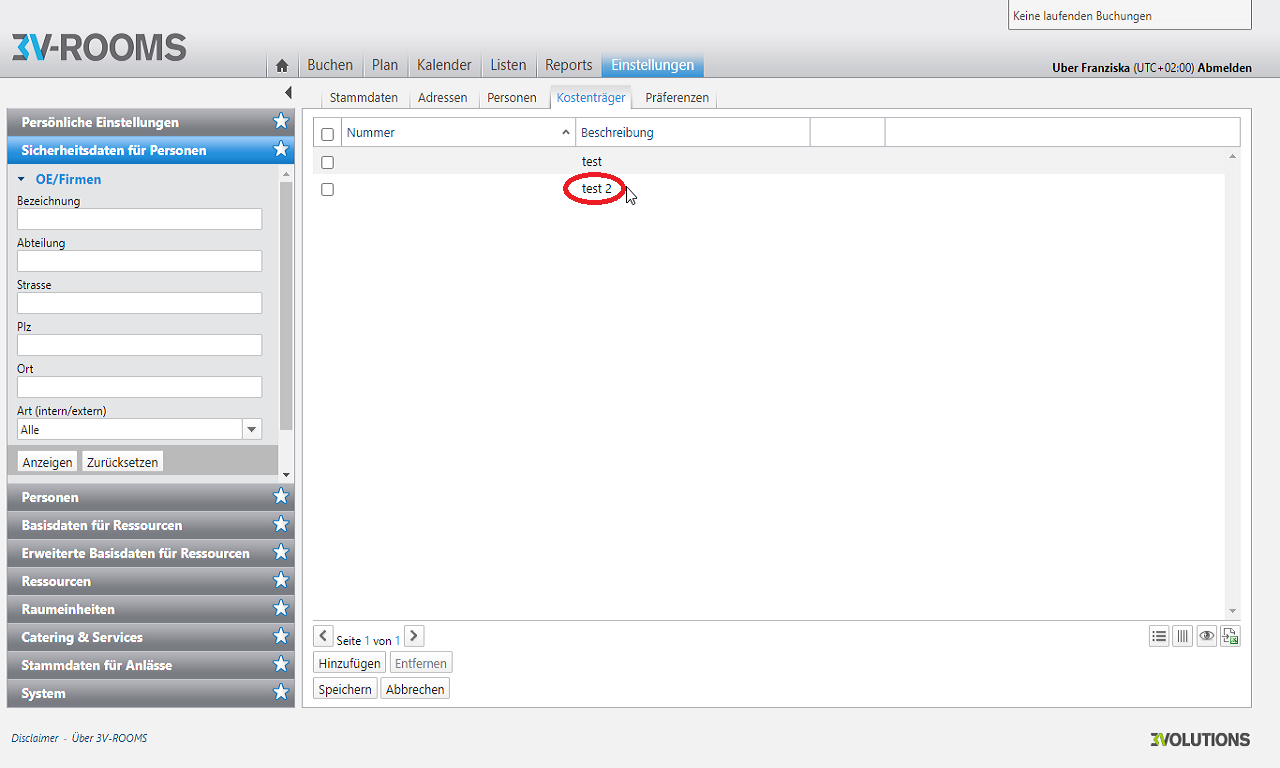 Keine laufenden Buchungen
3V-ROOMS
Buchen Plan Kalender Listen Reports Einstellungen
Uber Franziska (UTC+02:00) Abmelden
Stammdaten Adressen Personen Kostenträger Präferenzen
Persönliche Einstellungen
Sicherheitsdaten für Personen
OE/Firmen
Bezeichnung
Abteilung
Strasse
Plz
Ort
Art (intern/extern)
Alle
Anzeigen Zurücksetzen
Personen
Basisdaten für Ressourcen
Erweiterte Basisdaten für Ressourcen
Ressourcen
Raumeinheiten
Catering & Services
Stammdaten für Anlässe
System
Nummer Beschreibung
test
test 2
Seite 1 von 1
Hinzufügen Entfernen
Speichern Abbrechen
Disclaimer - Über 3V-ROOMS
3VOLUTIONS